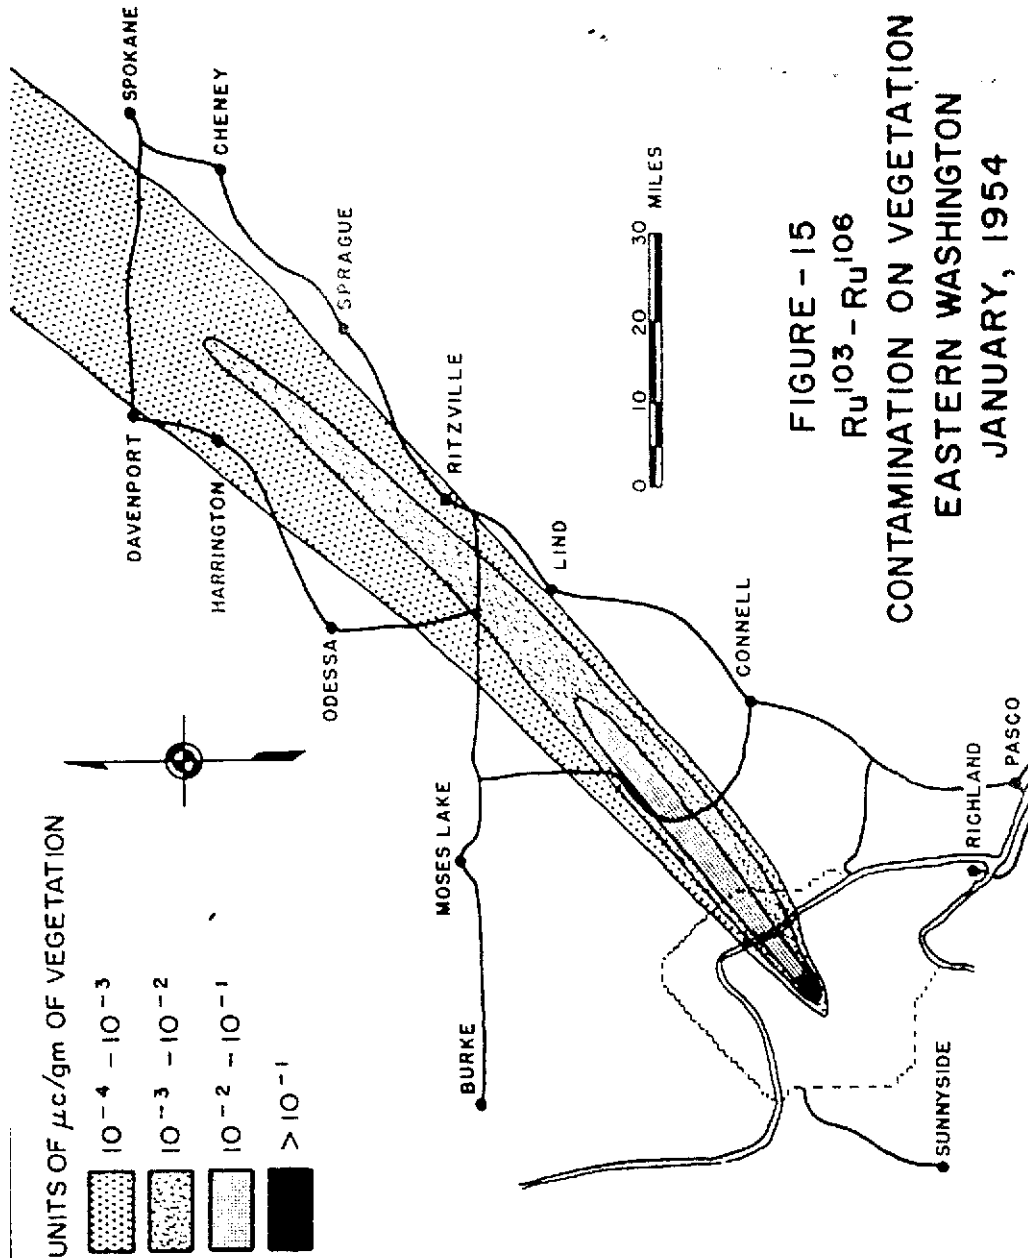 UNITS OF μc/gm OF VEGETATION
10⁻⁴ – 10⁻³
10⁻³ – 10⁻²
10⁻² – 10⁻¹
> 10⁻¹
SPOKANE
CHENEY
DAVENPORT
HARRINGTON
SPRAGUE
RITZVILLE
ODESSA
LIND
MOSES LAKE
BURKE
CONNELL
RICHLAND
PASCO
SUNNYSIDE
0 10 20 30
MILES
FIGURE – 15
Ru¹⁰³ – Ru¹⁰⁶
CONTAMINATION ON VEGETATION
EASTERN WASHINGTON
JANUARY, 1954